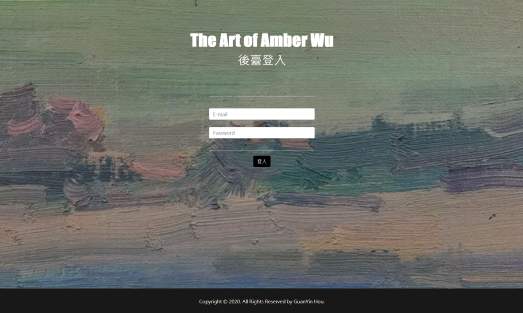 The Art of Amber Wu
後臺登入
E-mail
Password
登入
Copyright © 2020. All Rights Reserved by GuanYin Hou